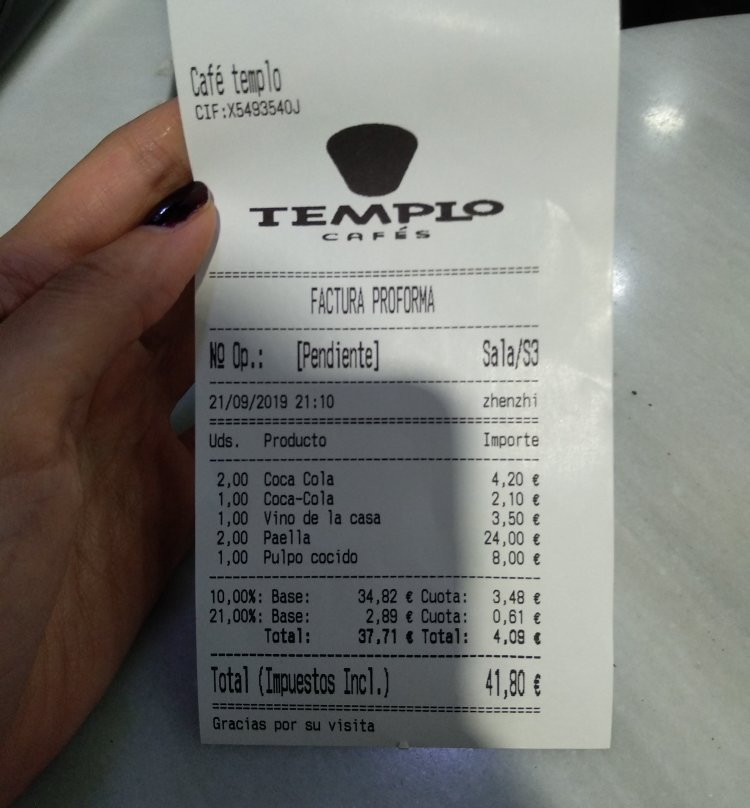 Café templo
CIF:X5493540J
TEMPLO
CAFÉS
FACTURA PROFORMA
Nº Op.: [Pendiente] Sala/S3
21/09/2019 21:10 zhenzhi
Uds. Producto Importe
2,00 Coca Cola 4,20 €
1,00 Coca-Cola 2,10 €
1,00 Vino de la casa 3,50 €
2,00 Paella 24,00 €
1,00 Pulpo cocido 8,00 €
10,00%: Base: 34,82 € Cuota: 3,48 €
21,00%: Base: 2,89 € Cuota: 0,61 €
Total: 37,71 € Total: 4,09 €
Total (Impuestos Incl.) 41,80 €
Gracias por su visita